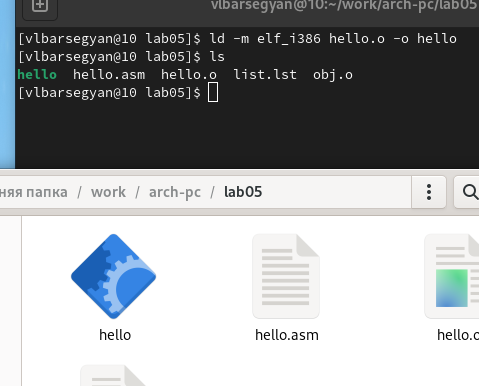 vlbarsegyan@10:~/work/arch-pc/lab05
[vlbarsegyan@10 lab05]$ ld -m elf_i386 hello.o -o hello
[vlbarsegyan@10 lab05]$ ls
hello  hello.asm  hello.o  list.lst  obj.o
[vlbarsegyan@10 lab05]$
няя папка / work / arch-pc / lab05
hello hello.asm hello.o